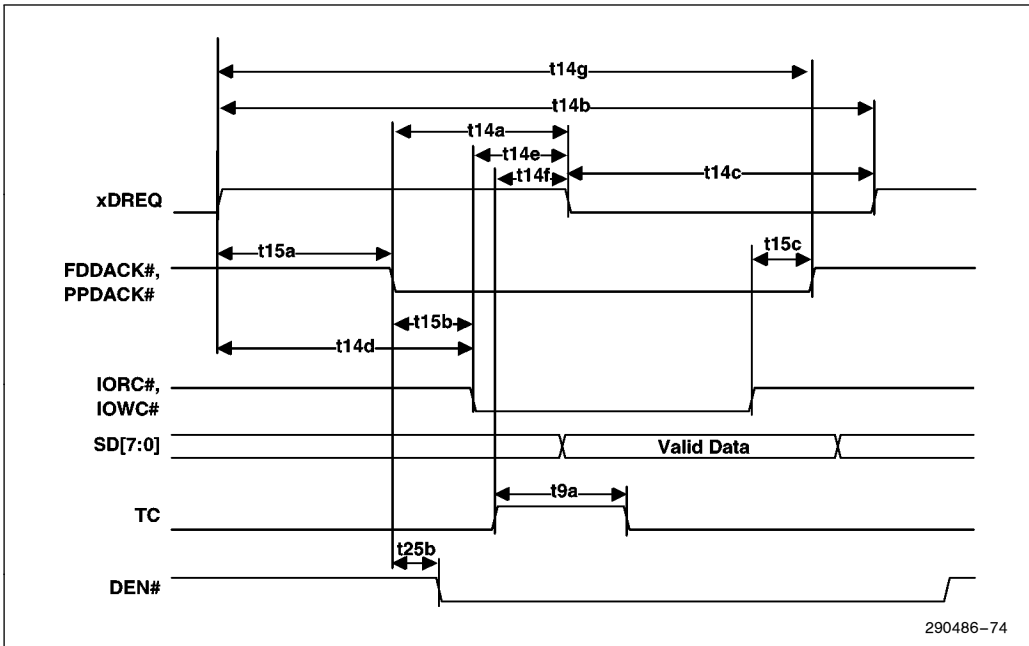 t14g
t14b
t14a
t14e
t14f
t14c
xDREQ
t15a
t15c
FDDACK#,
PPDACK#
t15b
t14d
IORC#,
IOWC#
SD[7:0]
Valid Data
t9a
TC
t25b
DEN#
290486-74